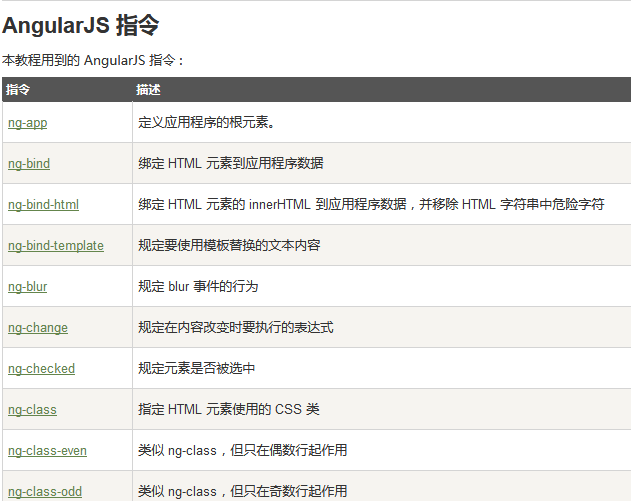 AngularJS 指令
本教程用到的 AngularJS 指令：
指令 描述
ng-app 定义应用程序的根元素。
ng-bind 绑定 HTML 元素到应用程序数据
ng-bind-html 绑定 HTML 元素的 innerHTML 到应用程序数据，并移除 HTML 字符串中危险字符
ng-bind-template 规定要使用模板替换的文本内容
ng-blur 规定 blur 事件的行为
ng-change 规定在内容改变时要执行的表达式
ng-checked 规定元素是否被选中
ng-class 指定 HTML 元素使用的 CSS 类
ng-class-even 类似 ng-class，但只在偶数行起作用
ng-class-odd 类似 ng-class，但只在奇数行起作用